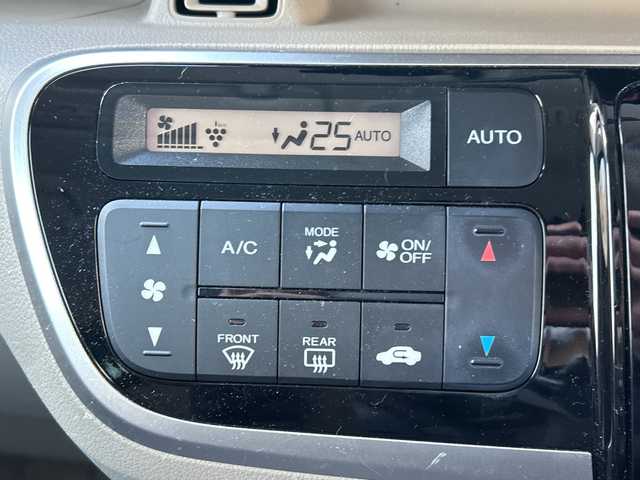 25 AUTO
AUTO
A/C
MODE
ON/
OFF
FRONT
REAR